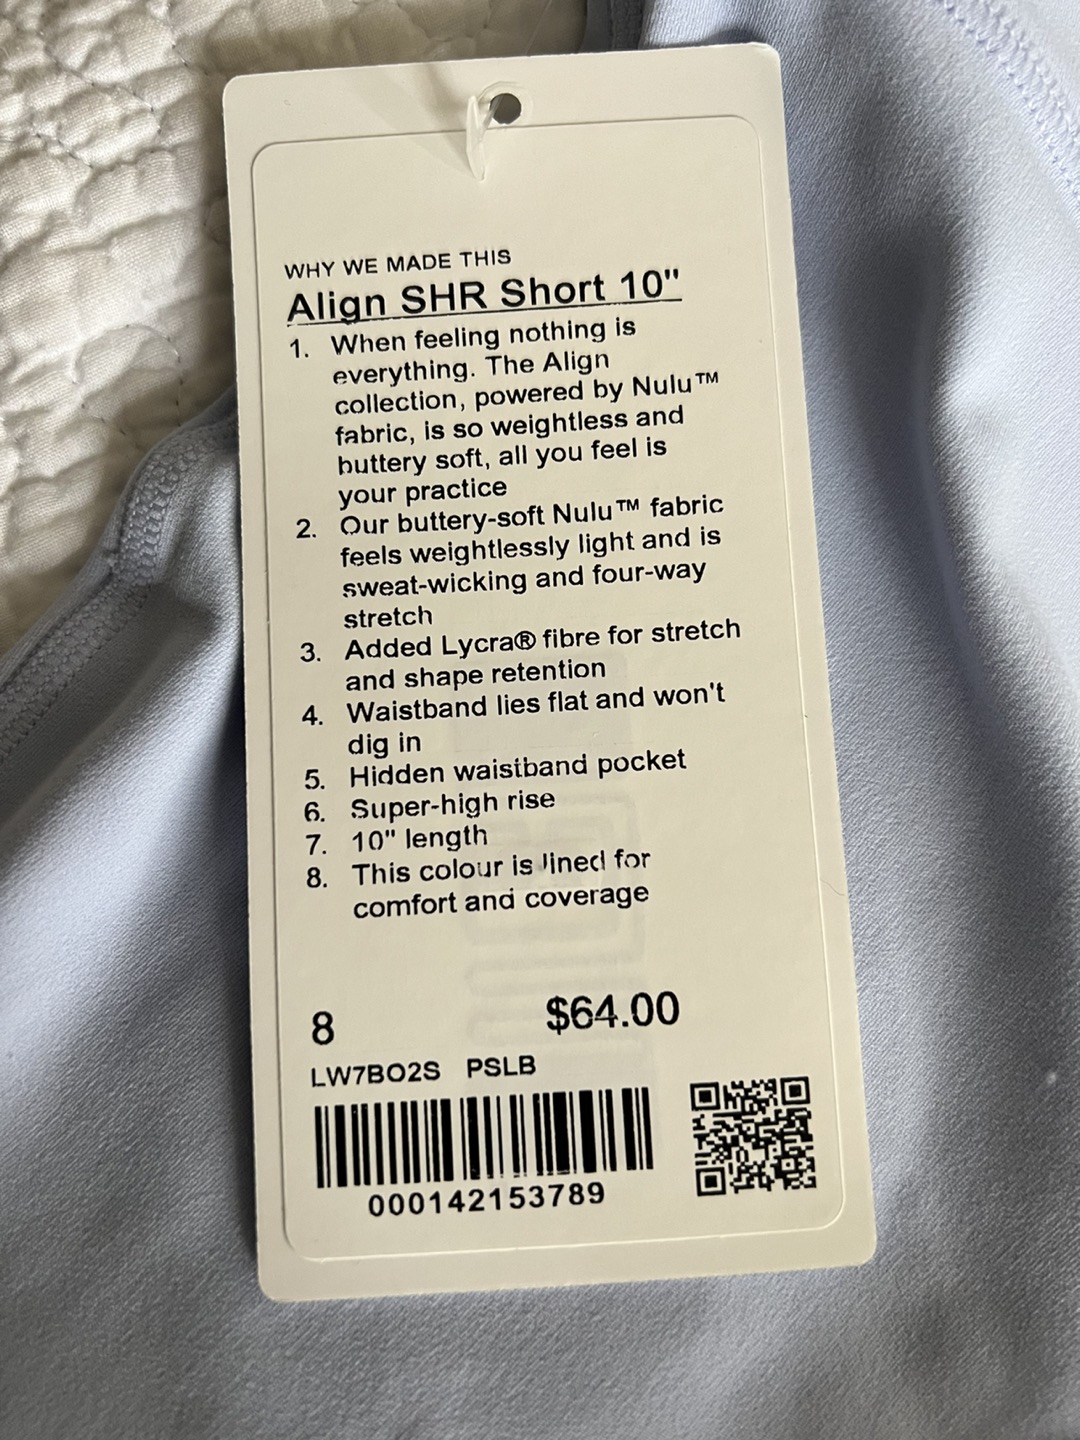 WHY WE MADE THIS
Align SHR Short 10"
1. When feeling nothing is
everything. The Align
collection, powered by Nulu™
fabric, is so weightless and
buttery soft, all you feel is
your practice
2. Our buttery-soft Nulu™ fabric
feels weightlessly light and is
sweat-wicking and four-way
stretch
3. Added Lycra® fibre for stretch
and shape retention
4. Waistband lies flat and won't
dig in
5. Hidden waistband pocket
6. Super-high rise
7. 10" length
8. This colour is lined for
comfort and coverage
8 $64.00
LW7BO2S PSLB
000142153789